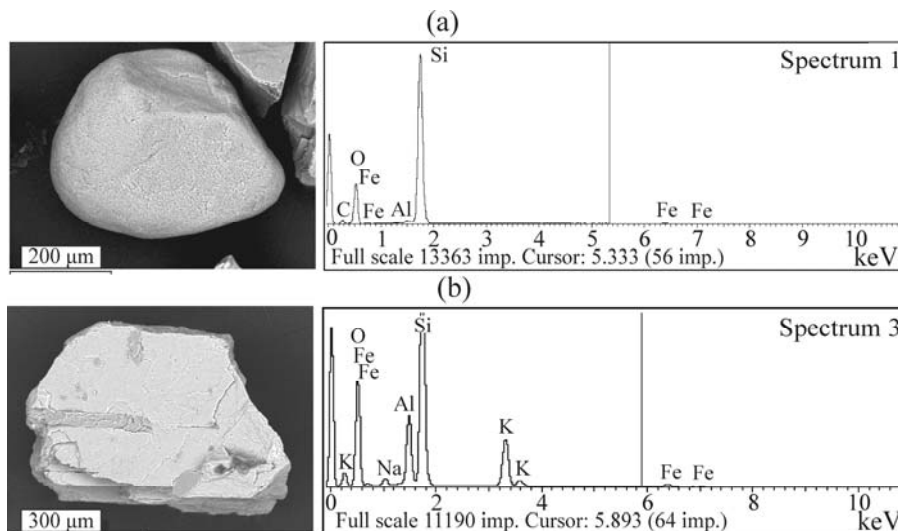 (a)
200 μm
Spectrum 1
Si
O
Fe
C Fe Al Fe Fe
0 1 2 3 4 5 6 7 8 9 10
Full scale 13363 imp. Cursor: 5.333 (56 imp.) keV
(b)
300 μm
Spectrum 3
Si
O
Fe
Fe
Al
K
K Na K Fe Fe
0 2 4 6 8 10
Full scale 11190 imp. Cursor: 5.893 (64 imp.) keV